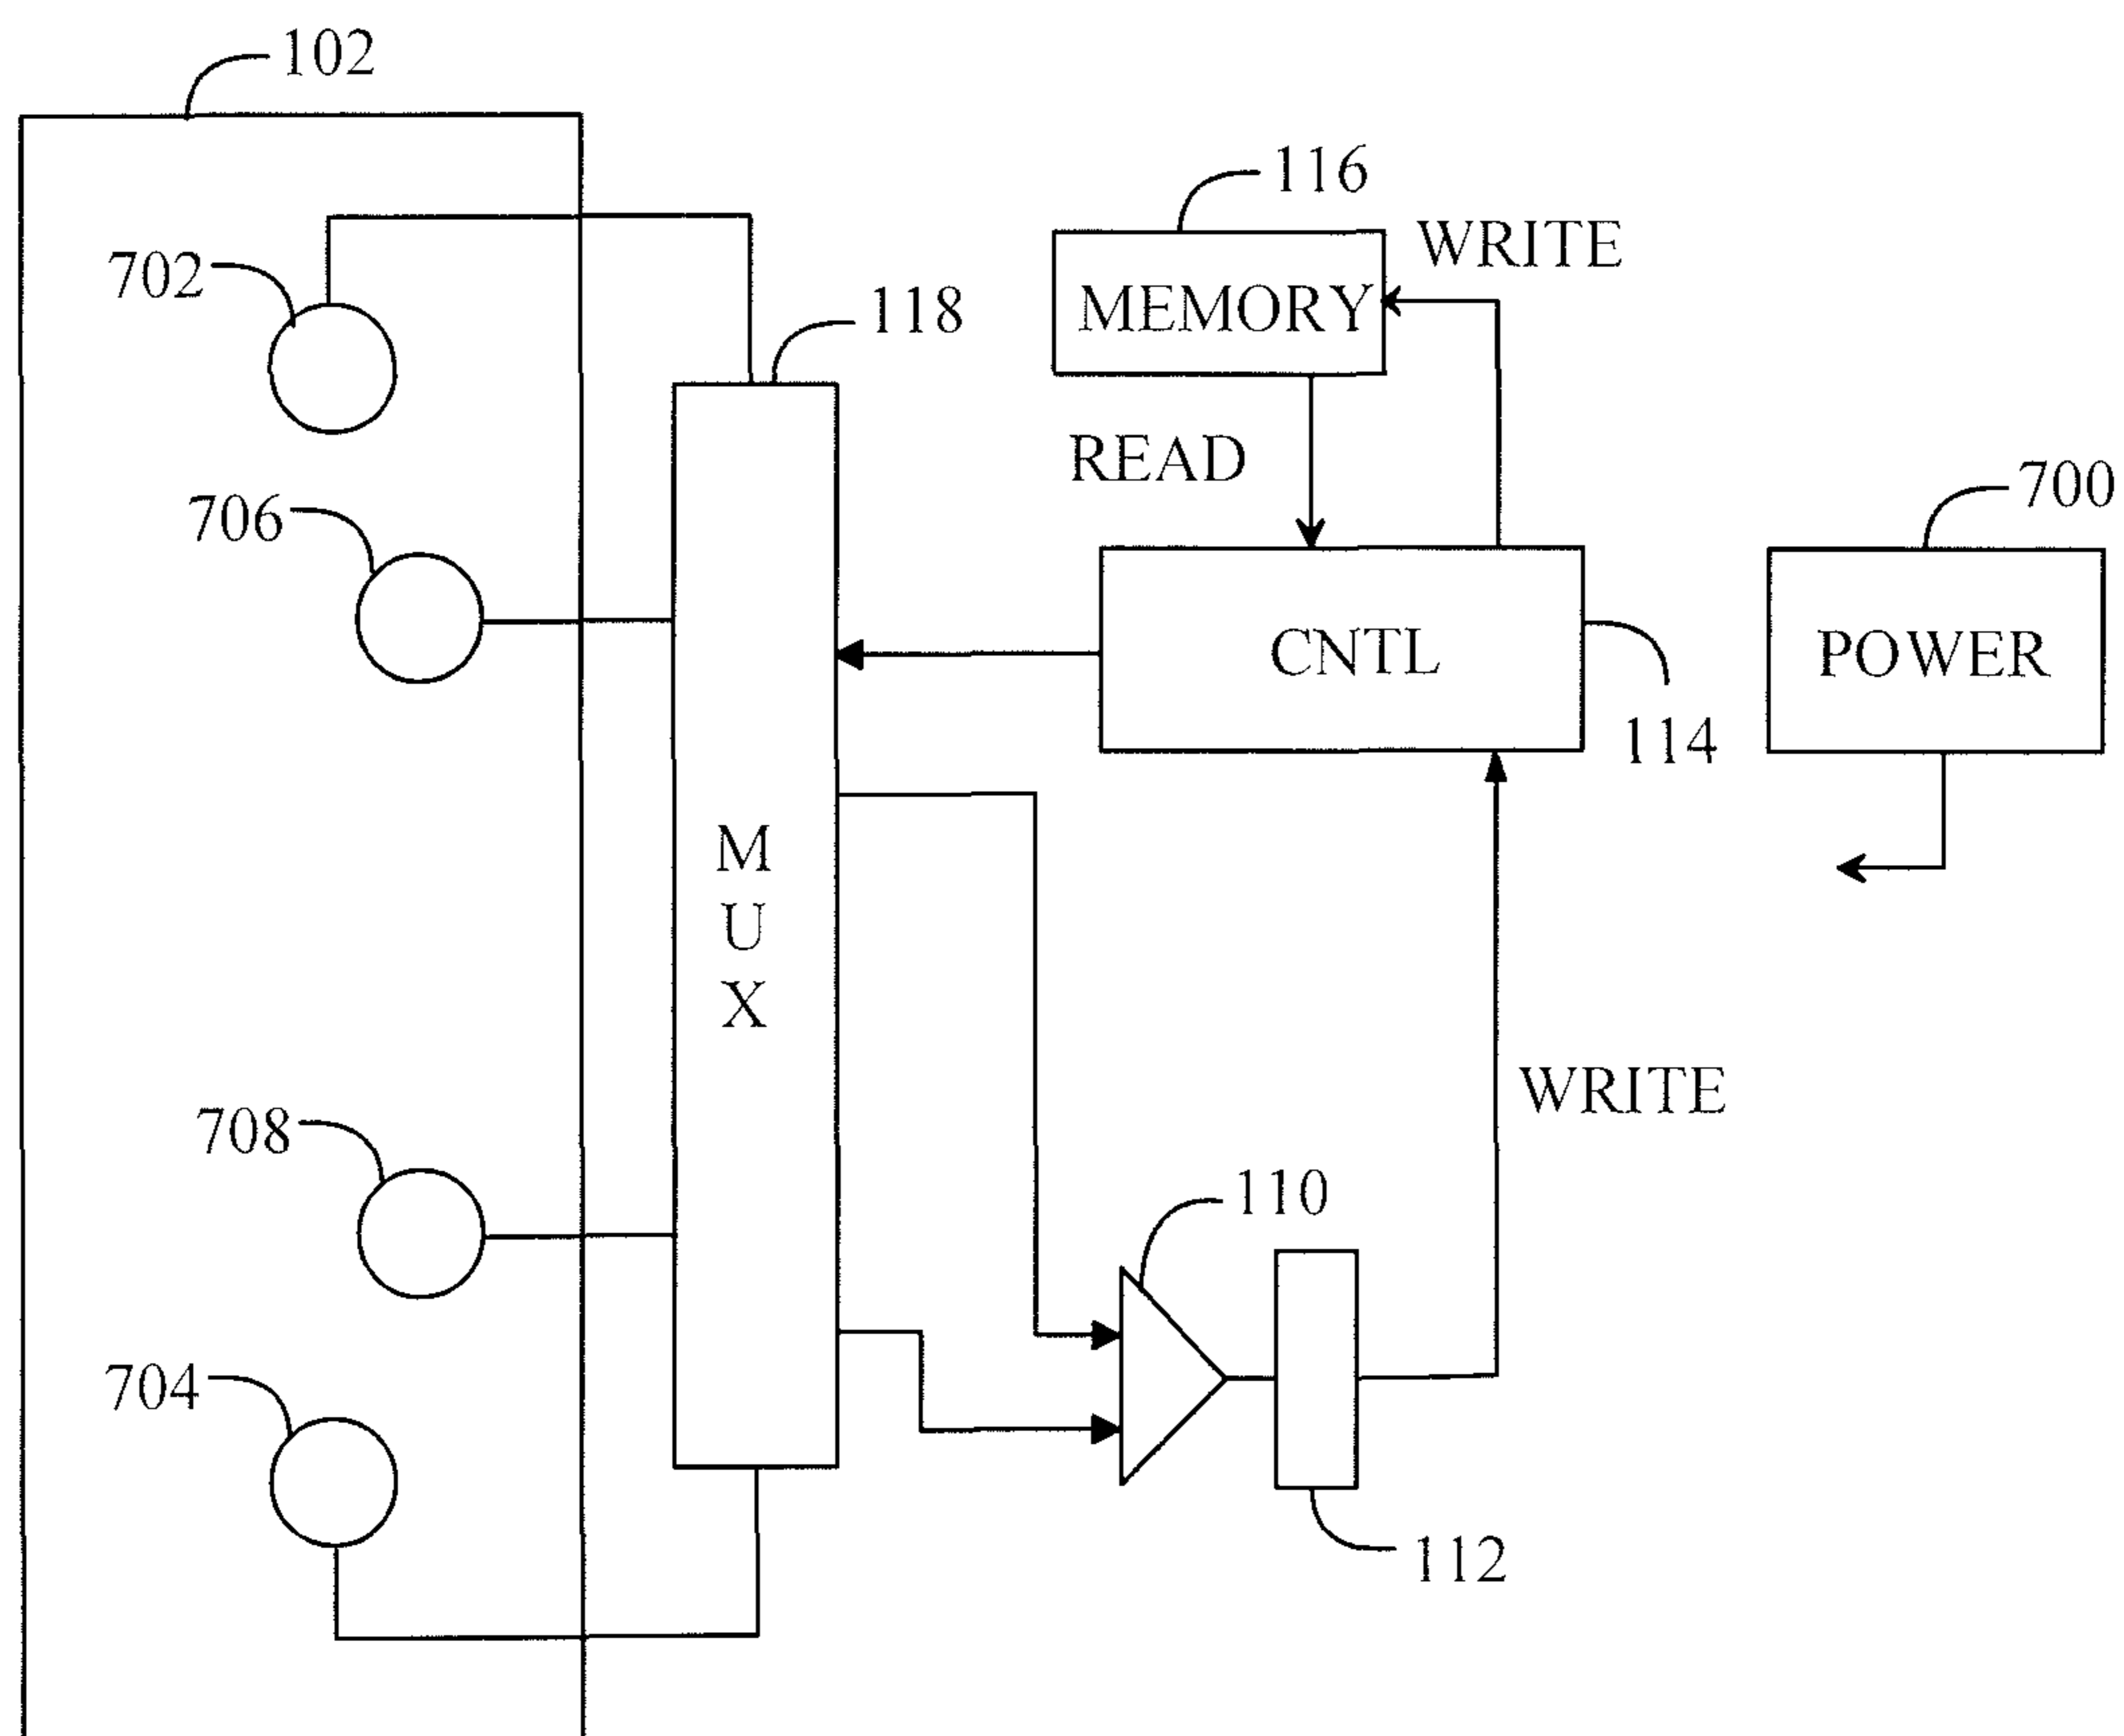 102
116
WRITE
702
MEMORY
118
READ
700
706
CNTL
POWER
114
M
U
X
WRITE
708
110
704
112